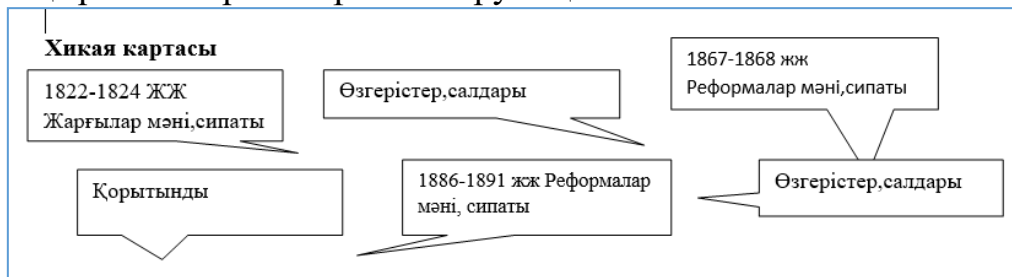 Хикая картасы
1822-1824 ЖЖ
Жарғылар мәні,сипаты
Өзгерістер,салдары
1867-1868 жж
Реформалар мәні,сипаты
Қорытынды
1886-1891 жж Реформалар
мәні, сипаты
Өзгерістер,салдары